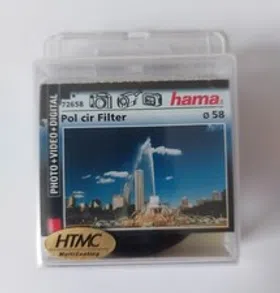 72658
hama®
Pol cir Filter
ø 58
PHOTO+VIDEO+DIGITAL
HTMC
MultiCoating